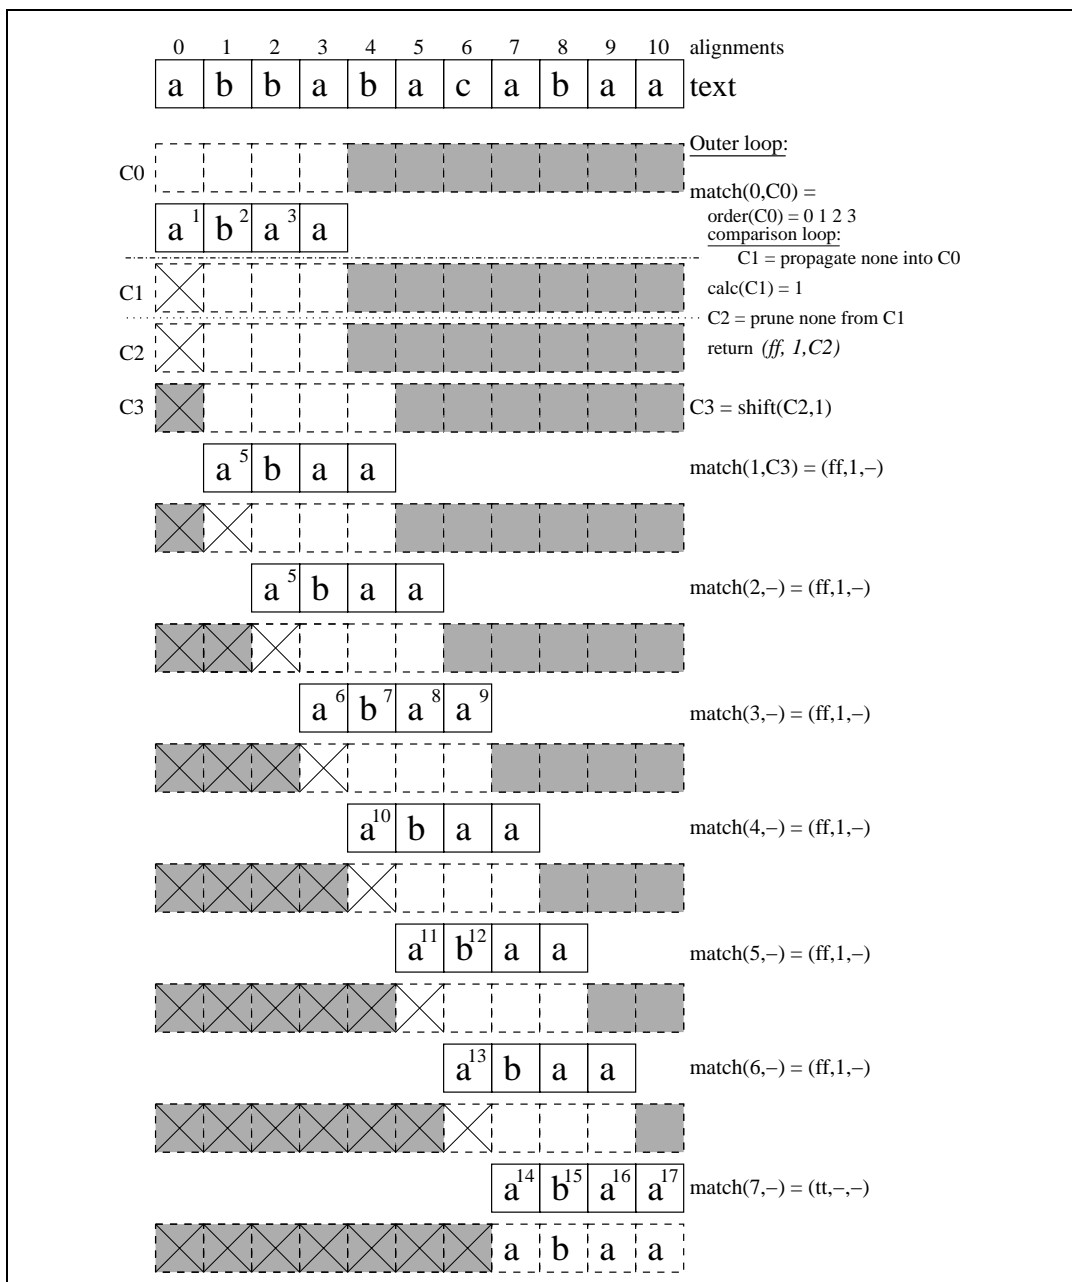 0 1 2 3 4 5 6 7 8 9 10 alignments
a b b a b a c a b a a text
Outer loop:
C0
match(0,C0) =
a 1 b 2 a 3 a
order(C0) = 0 1 2 3
comparison loop:
C1 = propagate none into C0
C1
calc(C1) = 1
C2 = prune none from C1
C2
return (ff, 1,C2)
C3
C3 = shift(C2,1)
a 5 b a a
match(1,C3) = (ff,1,–)
a 5 b a a
match(2,–) = (ff,1,–)
a 6 b 7 a 8 a 9
match(3,–) = (ff,1,–)
a 10 b a a
match(4,–) = (ff,1,–)
a 11 b 12 a a
match(5,–) = (ff,1,–)
a 13 b a a
match(6,–) = (ff,1,–)
a 14 b 15 a 16 a 17
match(7,–) = (tt,–,–)
a b a a